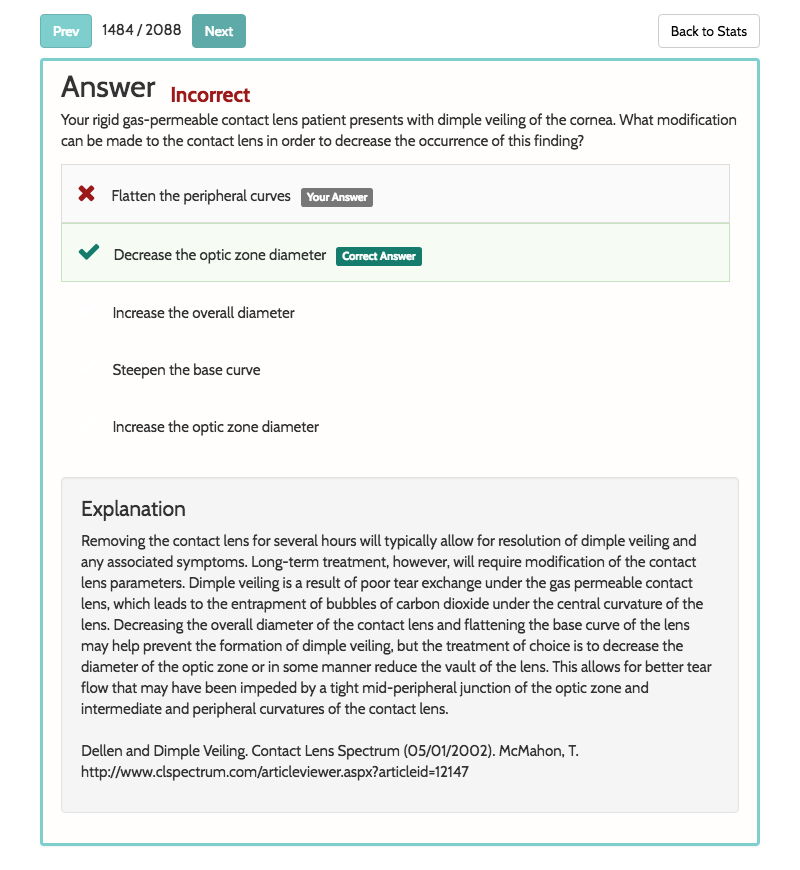 Prev 1484 / 2088 Next Back to Stats
Answer Incorrect
Your rigid gas-permeable contact lens patient presents with dimple veiling of the cornea. What modification
can be made to the contact lens in order to decrease the occurrence of this finding?
Flatten the peripheral curves Your Answer
Decrease the optic zone diameter Correct Answer
Increase the overall diameter
Steepen the base curve
Increase the optic zone diameter
Explanation
Removing the contact lens for several hours will typically allow for resolution of dimple veiling and
any associated symptoms. Long-term treatment, however, will require modification of the contact
lens parameters. Dimple veiling is a result of poor tear exchange under the gas permeable contact
lens, which leads to the entrapment of bubbles of carbon dioxide under the central curvature of the
lens. Decreasing the overall diameter of the contact lens and flattening the base curve of the lens
may help prevent the formation of dimple veiling, but the treatment of choice is to decrease the
diameter of the optic zone or in some manner reduce the vault of the lens. This allows for better tear
flow that may have been impeded by a tight mid-peripheral junction of the optic zone and
intermediate and peripheral curvatures of the contact lens.
Dellen and Dimple Veiling. Contact Lens Spectrum (05/01/2002). McMahon, T.
http://www.clspectrum.com/articleviewer.aspx?articleid=12147